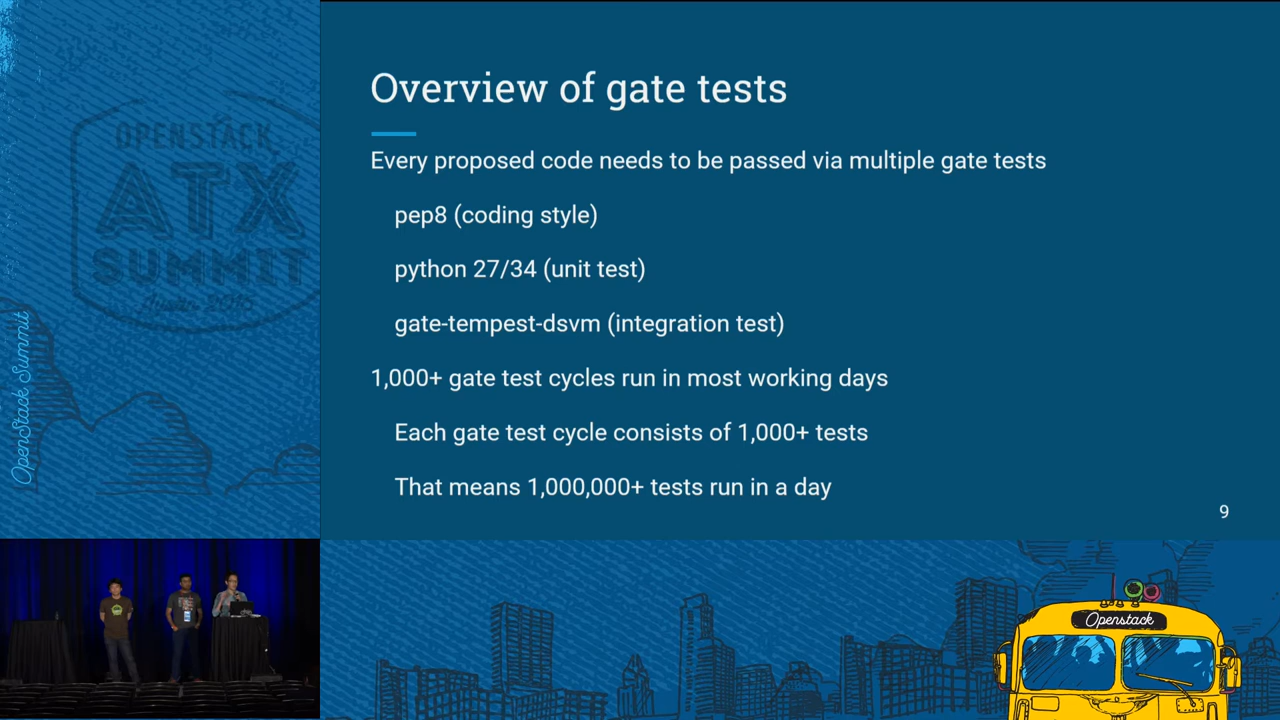 Overview of gate tests
Every proposed code needs to be passed via multiple gate tests
pep8 (coding style)
python 27/34 (unit test)
gate-tempest-dsvm (integration test)
1,000+ gate test cycles run in most working days
Each gate test cycle consists of 1,000+ tests
That means 1,000,000+ tests run in a day
9
OPENSTACK
ATX
SUMMIT
Austin 2016
OpenStack Summit
Openstack